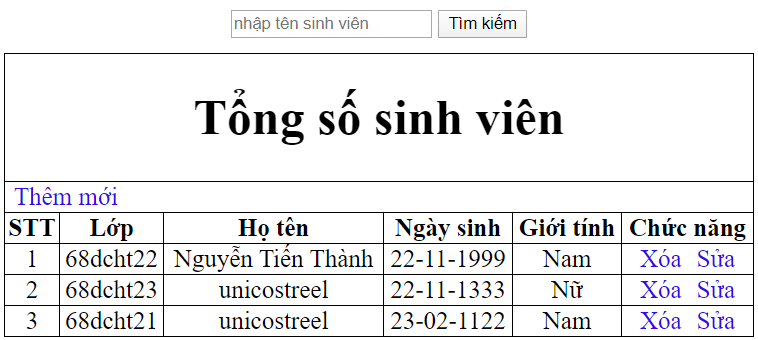 nhập tên sinh viên Tìm kiếm
Tổng số sinh viên
Thêm mới
STT Lớp Họ tên Ngày sinh Giới tính Chức năng
1 68dcht22 Nguyễn Tiến Thành 22-11-1999 Nam Xóa Sửa
2 68dcht23 unicostreel 22-11-1333 Nữ Xóa Sửa
3 68dcht21 unicostreel 23-02-1122 Nam Xóa Sửa